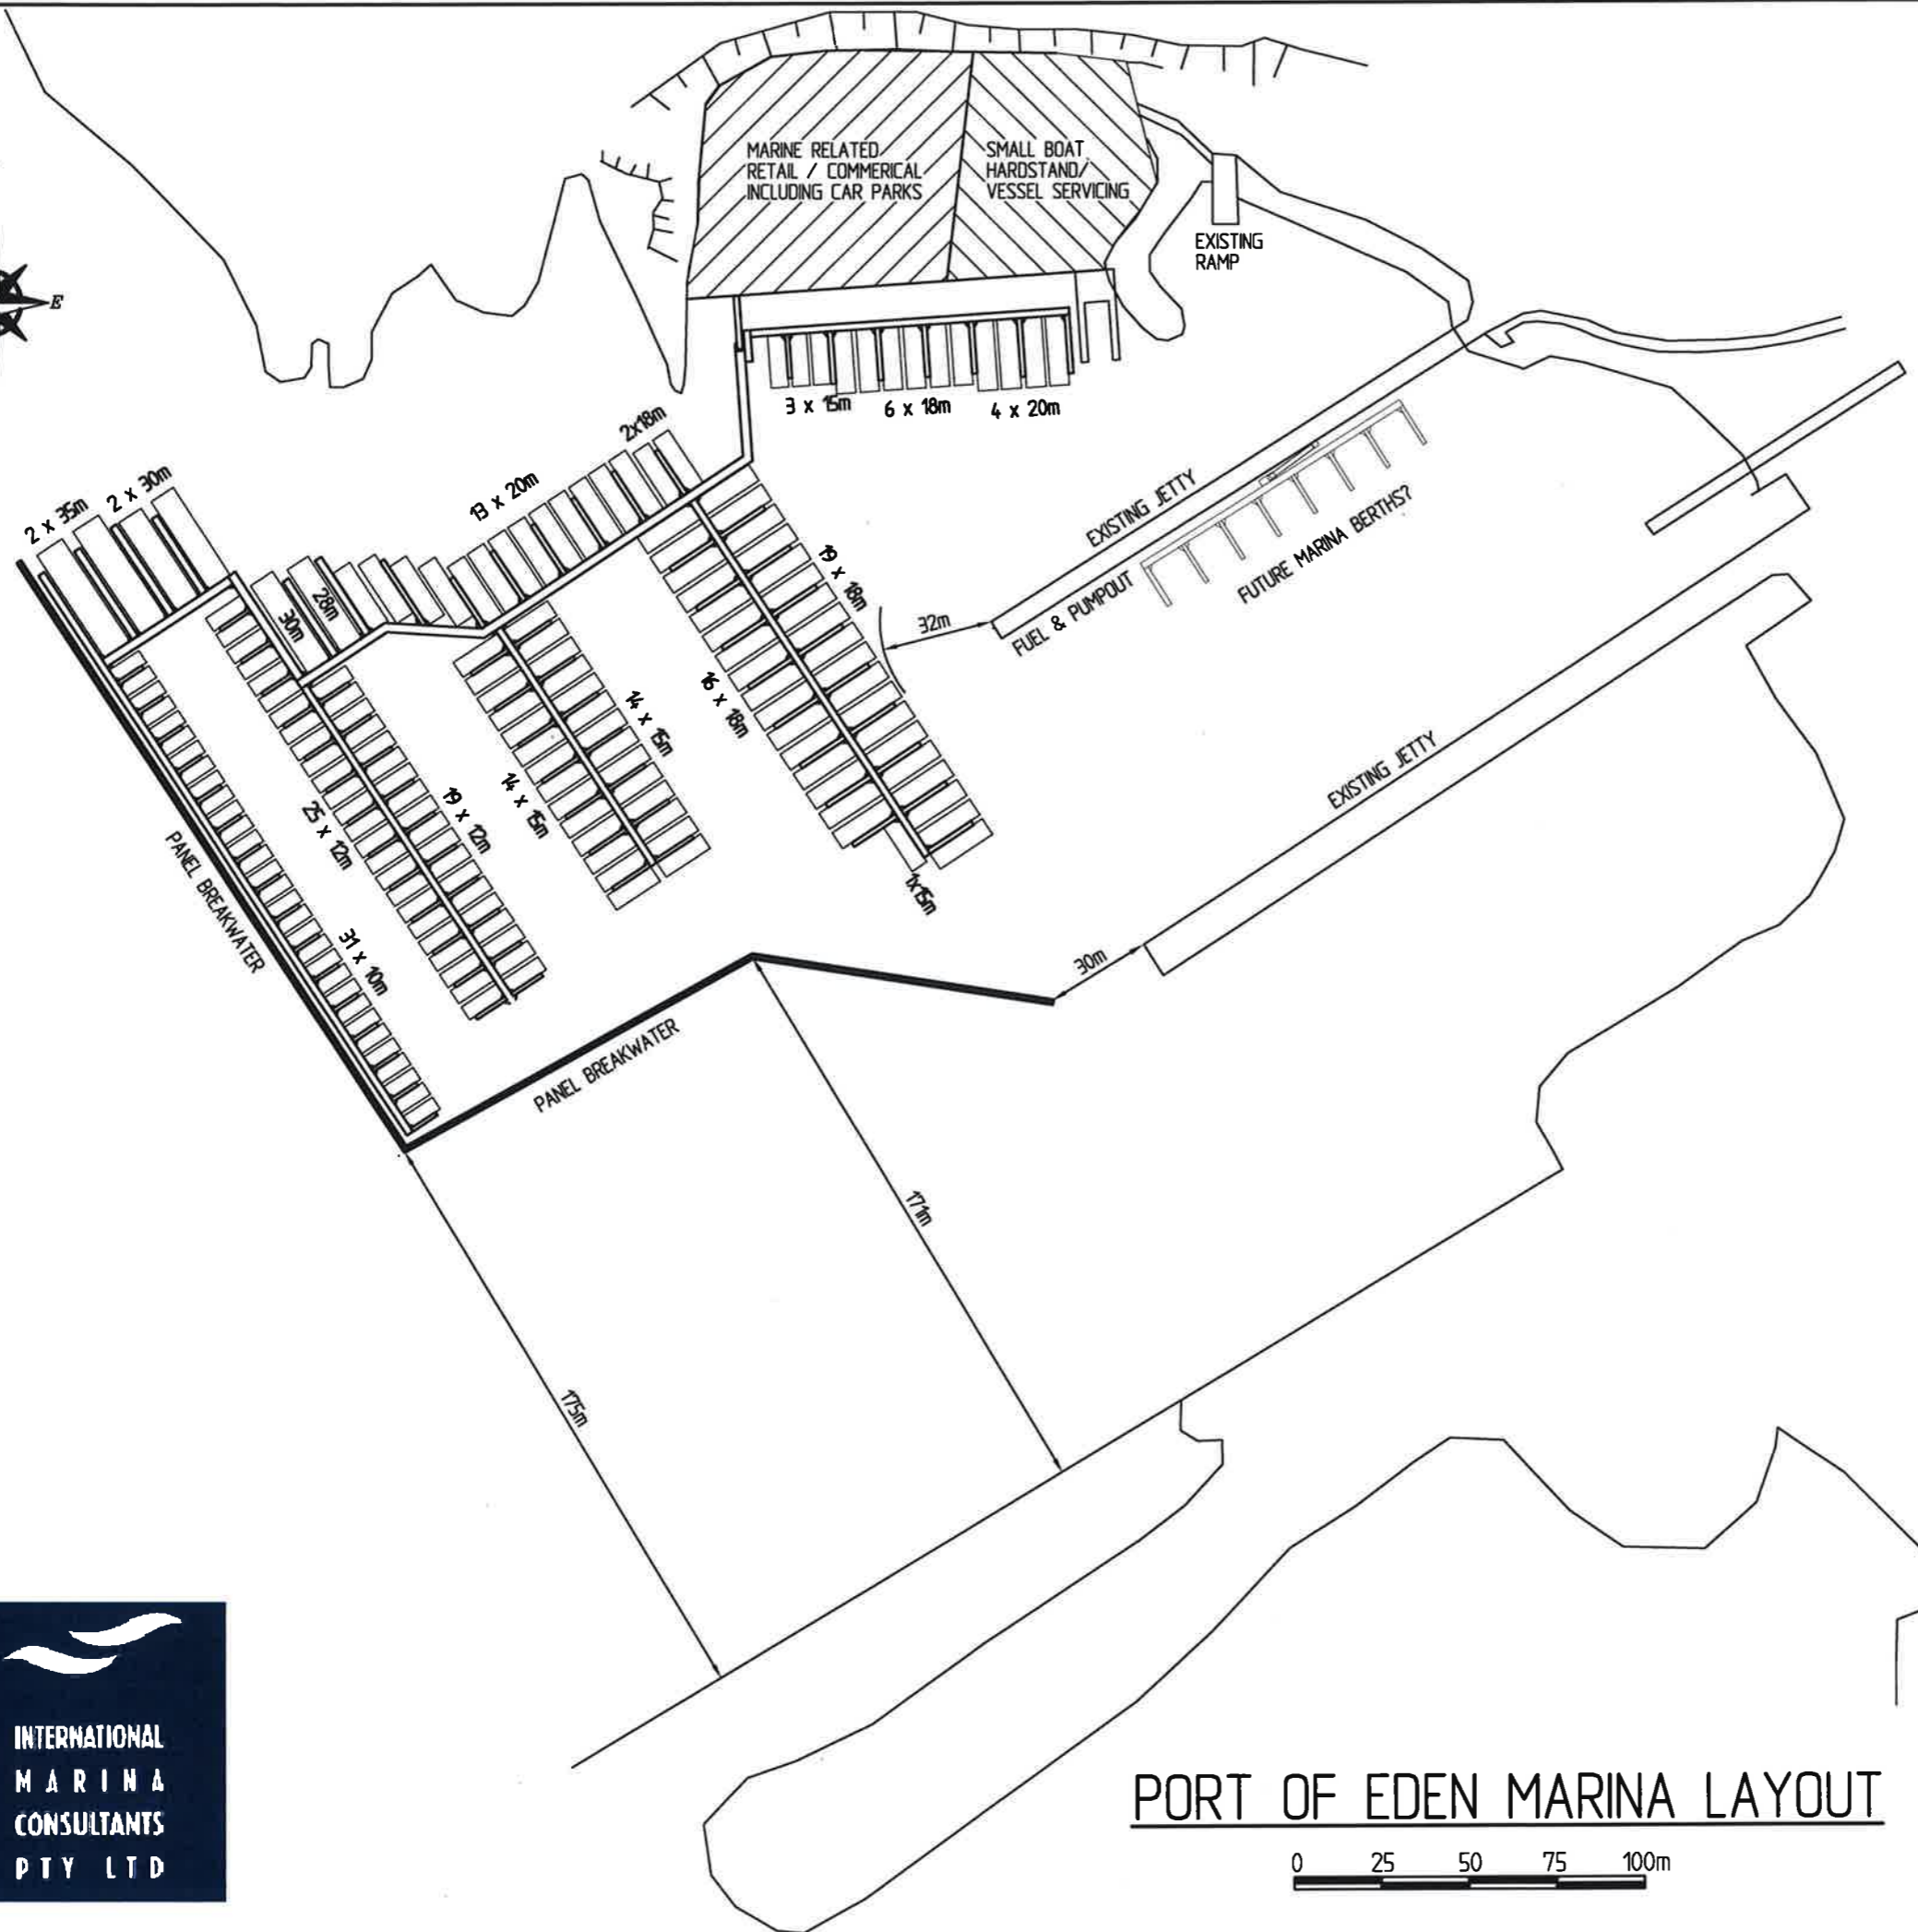 MARINE RELATED
RETAIL / COMMERICAL
INCLUDING CAR PARKS
SMALL BOAT
HARDSTAND/
VESSEL SERVICING
EXISTING
RAMP
E
3 x 15m
6 x 18m
4 x 20m
2x18m
13 x 20m
2 x 35m
2 x 30m
30m
28m
19 x 18m
16 x 18m
1x15m
14 x 15m
14 x 15m
19 x 12m
25 x 12m
31 x 10m
32m
EXISTING JETTY
FUEL & PUMPOUT
FUTURE MARINA BERTHS?
EXISTING JETTY
30m
PANEL BREAKWATER
PANEL BREAKWATER
171m
175m
INTERNATIONAL
MARINA
CONSULTANTS
PTY LTD
PORT OF EDEN MARINA LAYOUT
0 25 50 75 100m